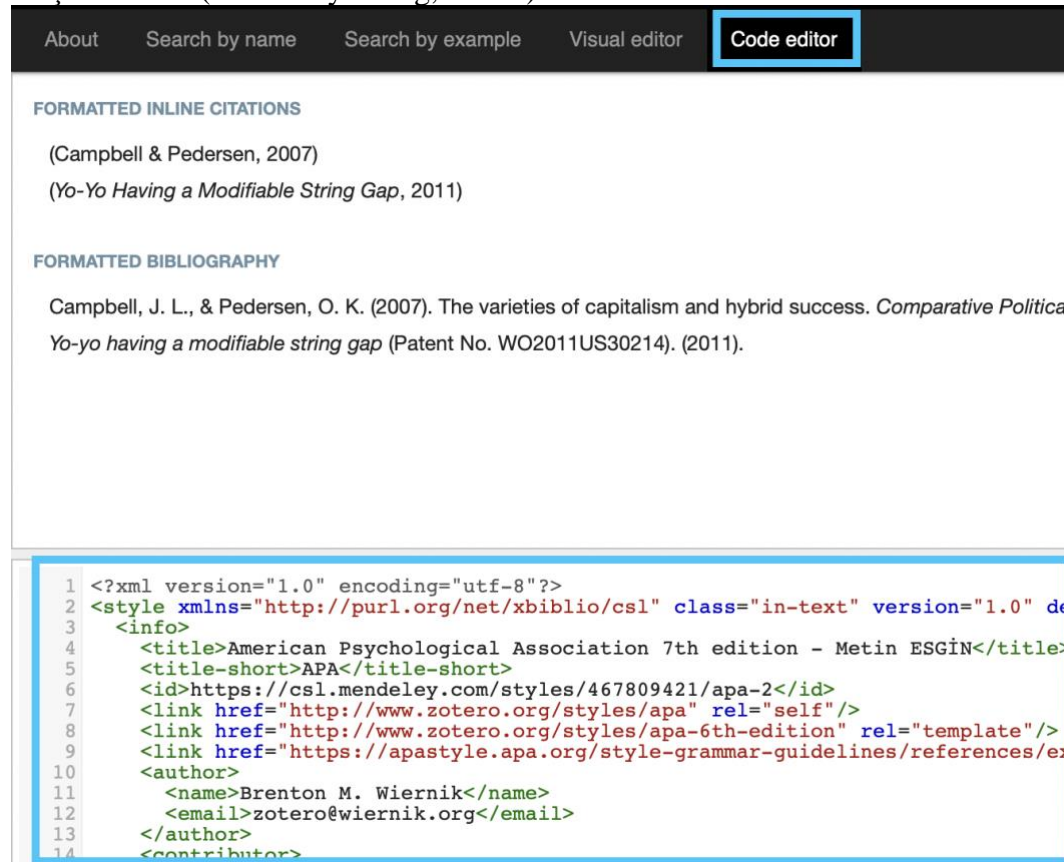 About Search by name Search by example Visual editor Code editor
FORMATTED INLINE CITATIONS
(Campbell & Pedersen, 2007)
(Yo-Yo Having a Modifiable String Gap, 2011)
FORMATTED BIBLIOGRAPHY
Campbell, J. L., & Pedersen, O. K. (2007). The varieties of capitalism and hybrid success. Comparative Politica
Yo-yo having a modifiable string gap (Patent No. WO2011US30214). (2011).
1 <?xml version="1.0" encoding="utf-8"?>
2 <style xmlns="http://purl.org/net/xbiblio/csl" class="in-text" version="1.0" de
3 <info>
4 <title>American Psychological Association 7th edition - Metin ESGİN</title>
5 <title-short>APA</title-short>
6 <id>https://csl.mendeley.com/styles/467809421/apa-2</id>
7 <link href="http://www.zotero.org/styles/apa" rel="self"/>
8 <link href="http://www.zotero.org/styles/apa-6th-edition" rel="template"/>
9 <link href="https://apastyle.apa.org/style-grammar-guidelines/references/ex
10 <author>
11 <name>Brenton M. Wiernik</name>
12 <email>zotero@wiernik.org</email>
13 </author>
14 <contributor>